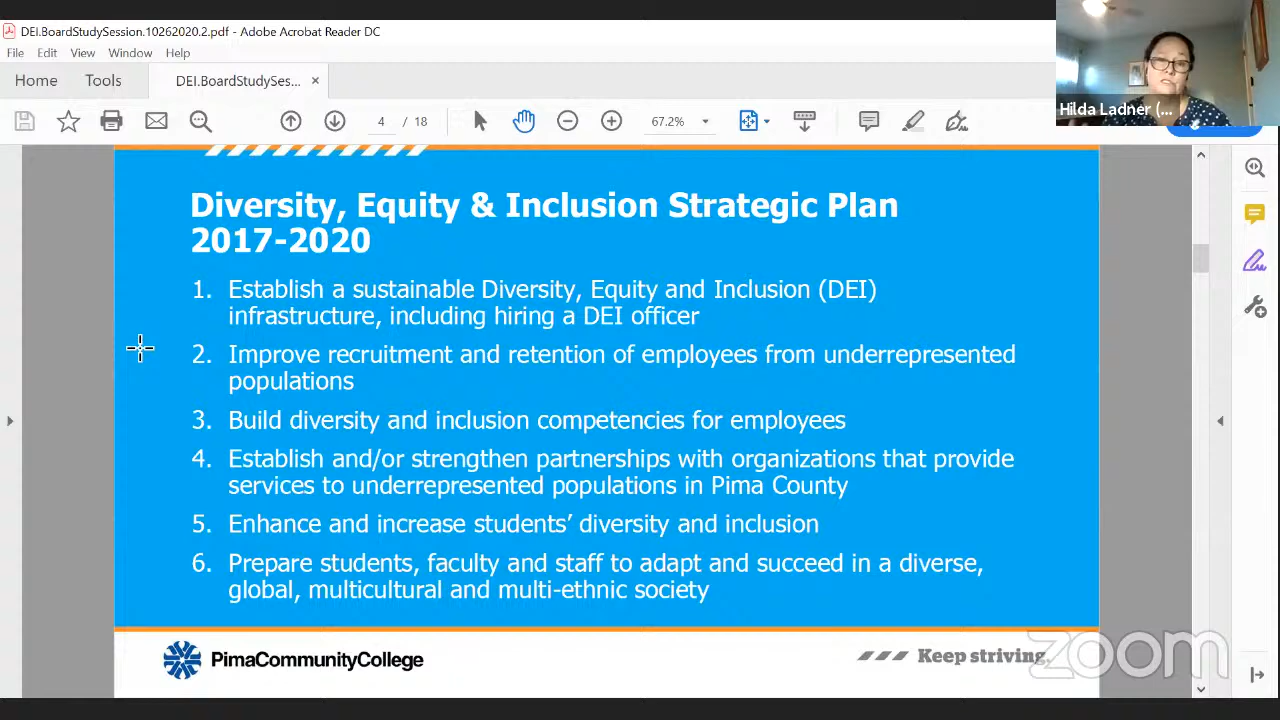 DEI.BoardStudySession.10262020.2.pdf - Adobe Acrobat Reader DC
File Edit View Window Help
Home Tools DEI.BoardStudySes... ×
4 / 18 67.2%
Hilda Ladner (...
Diversity, Equity & Inclusion Strategic Plan
2017-2020
1. Establish a sustainable Diversity, Equity and Inclusion (DEI)
infrastructure, including hiring a DEI officer
2. Improve recruitment and retention of employees from underrepresented
populations
3. Build diversity and inclusion competencies for employees
4. Establish and/or strengthen partnerships with organizations that provide
services to underrepresented populations in Pima County
5. Enhance and increase students’ diversity and inclusion
6. Prepare students, faculty and staff to adapt and succeed in a diverse,
global, multicultural and multi-ethnic society
PimaCommunityCollege
Keep striving.
zoom